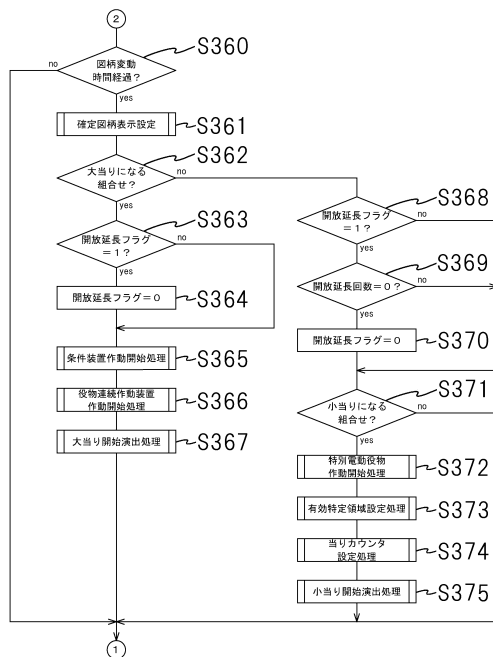 2
S360
図柄変動
時間経過？
no
yes
確定図柄表示設定
S361
S362
大当りになる
組合せ？
no
yes
S363
開放延長フラグ
＝１？
no
yes
開放延長フラグ＝０
S364
条件装置作動開始処理
S365
役物連続作動装置
作動開始処理
S366
大当り開始演出処理
S367
S368
開放延長フラグ
＝１？
no
yes
S369
開放延長回数＝０？
no
yes
開放延長フラグ＝０
S370
S371
小当りになる
組合せ？
no
yes
特別電動役物
作動開始処理
S372
有効特定領域設定処理
S373
当りカウンタ
設定処理
S374
小当り開始演出処理
S375
1